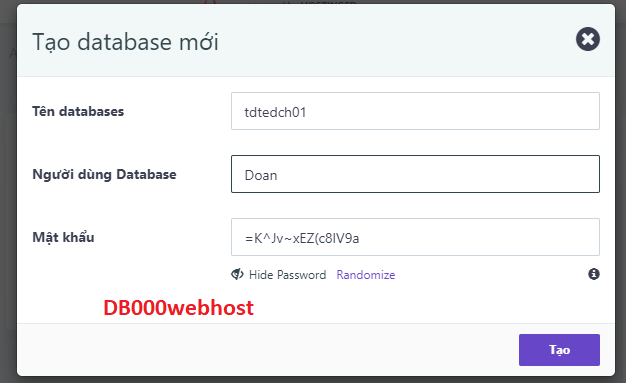 Tạo database mới
Tên databases
tdtedch01
Người dùng Database
Doan
Mật khẩu
=K^Jv~xEZ(c8IV9a
Hide Password Randomize
DB000webhost
Tạo